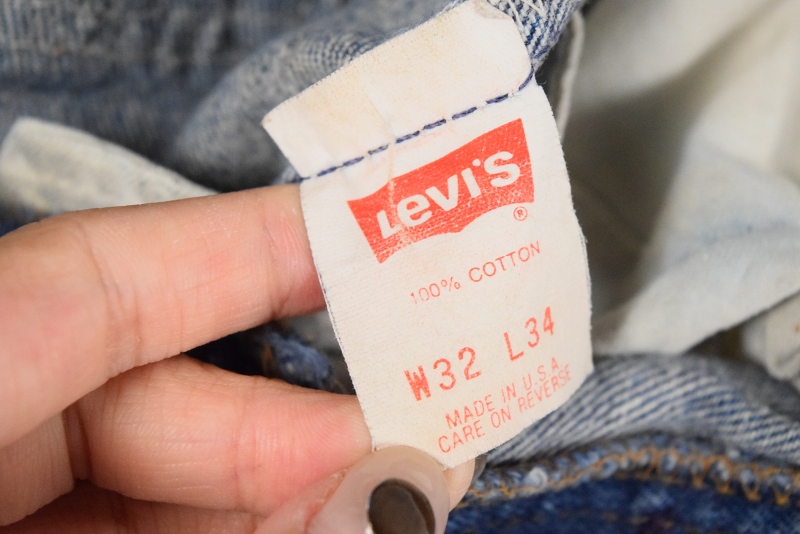 Levi's ®
100% COTTON
W32 L34
MADE IN U.S.A.
CARE ON REVERSE